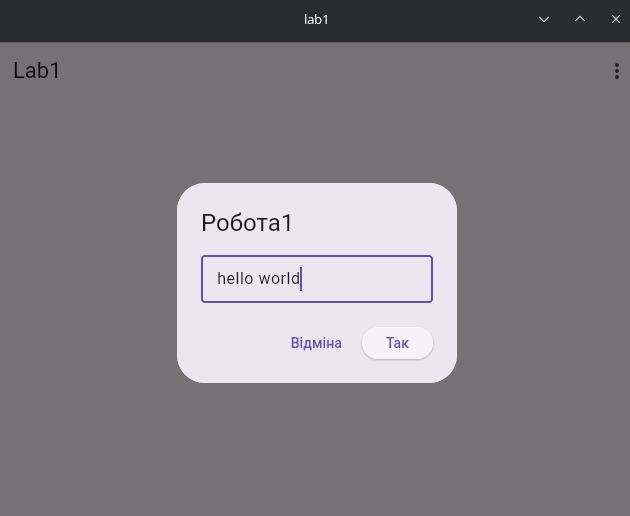 lab1
Lab1
Робота1
hello world
Відміна Так